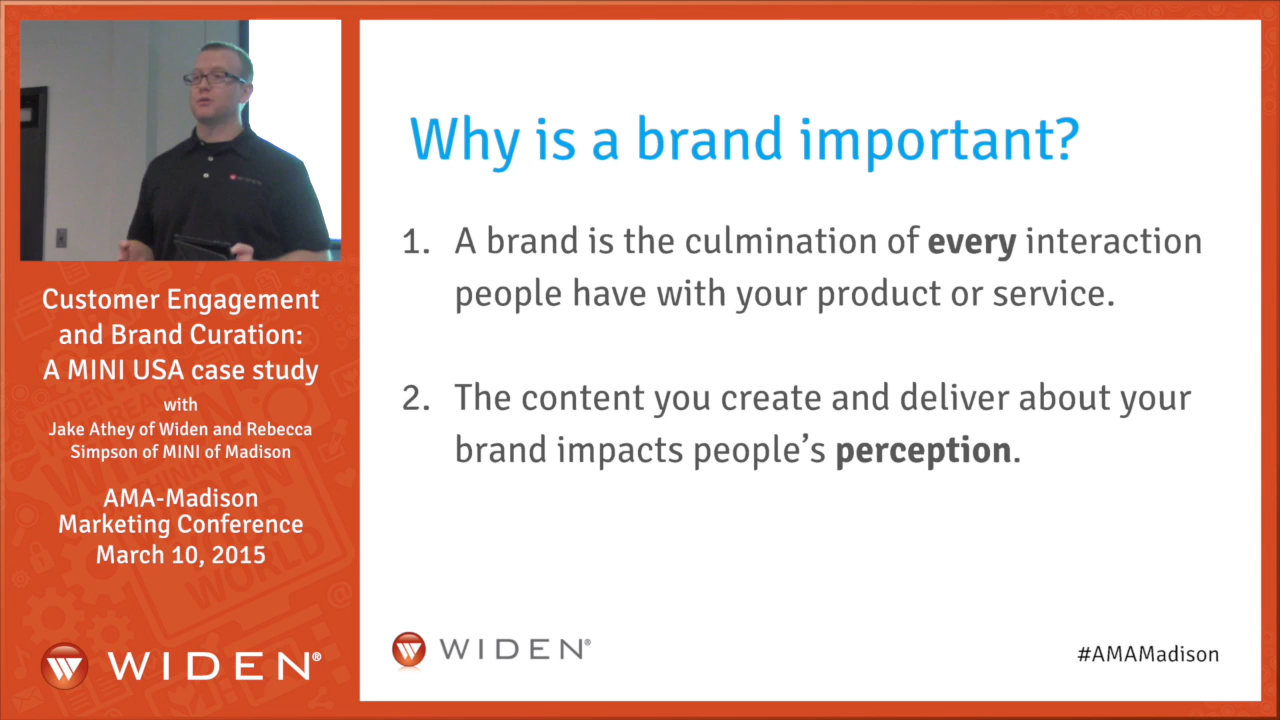 Customer Engagement
and Brand Curation:
A MINI USA case study
with
Jake Athey of Widen and Rebecca
Simpson of MINI of Madison
AMA-Madison
Marketing Conference
March 10, 2015
WIDEN®
Why is a brand important?
1. A brand is the culmination of every interaction
people have with your product or service.
2. The content you create and deliver about your
brand impacts people’s perception.
WIDEN®
#AMAMadison